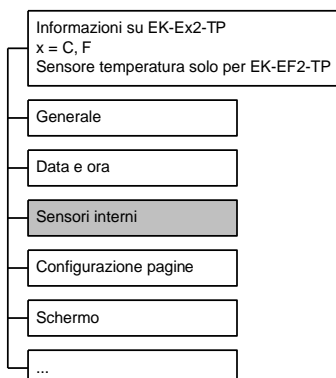 Informazioni su EK-Ex2-TP
x = C, F
Sensore temperatura solo per EK-EF2-TP
Generale
Data e ora
Sensori interni
Configurazione pagine
Schermo
...